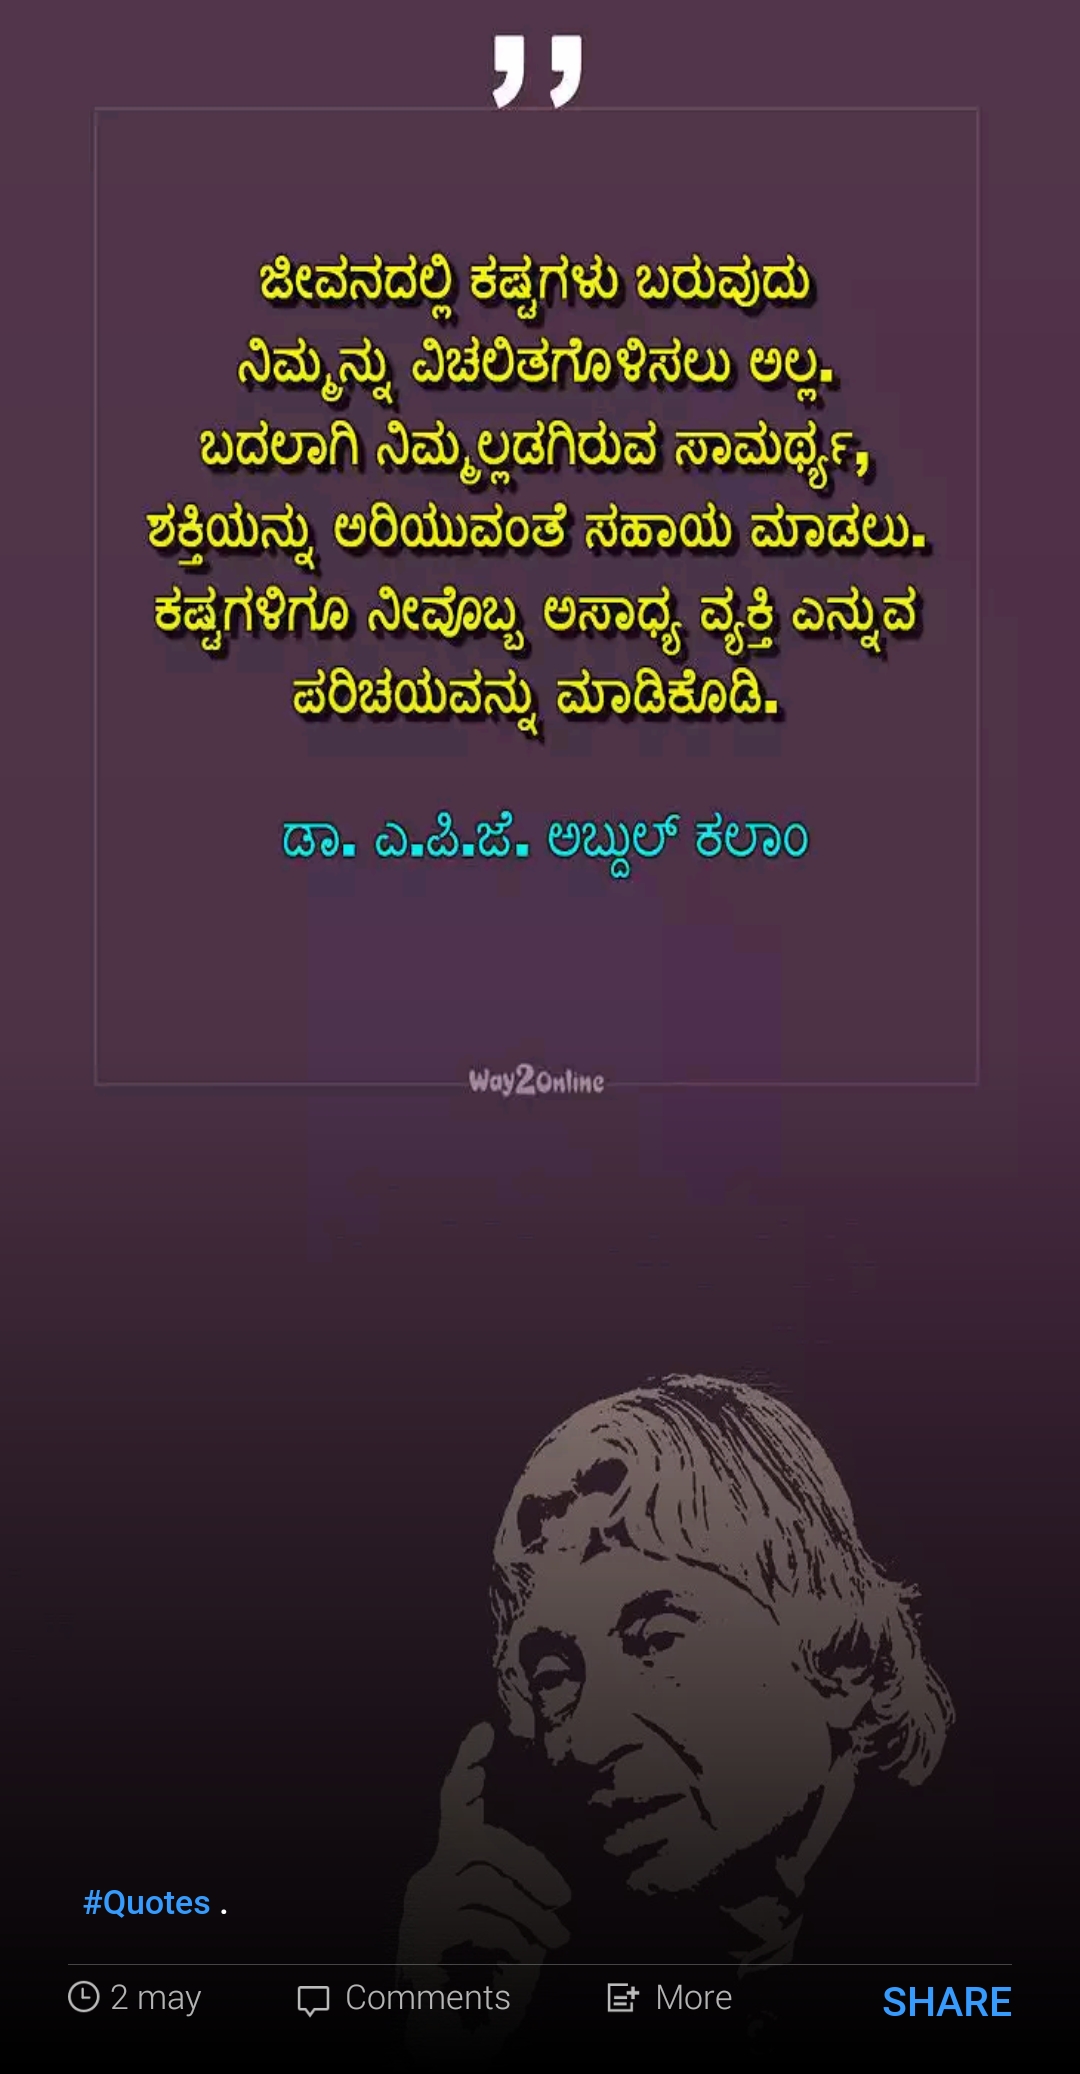 ”
ಜೀವನದಲ್ಲಿ ಕಷ್ಟಗಳು ಬರುವುದು
ನಿಮ್ಮನ್ನು ವಿಚಲಿತಗೊಳಿಸಲು ಅಲ್ಲ.
ಬದಲಾಗಿ ನಿಮ್ಮಲ್ಲಡಗಿರುವ ಸಾಮರ್ಥ್ಯ,
ಶಕ್ತಿಯನ್ನು ಅರಿಯುವಂತೆ ಸಹಾಯ ಮಾಡಲು.
ಕಷ್ಟಗಳಿಗೂ ನೀವೊಬ್ಬ ಅಸಾಧ್ಯ ವ್ಯಕ್ತಿ ಎನ್ನುವ
ಪರಿಚಯವನ್ನು ಮಾಡಿಕೊಡಿ.
ಡಾ. ಎ.ಪಿ.ಜೆ. ಅಬ್ದುಲ್ ಕಲಾಂ
Way2Online
#Quotes .
2 may Comments More SHARE